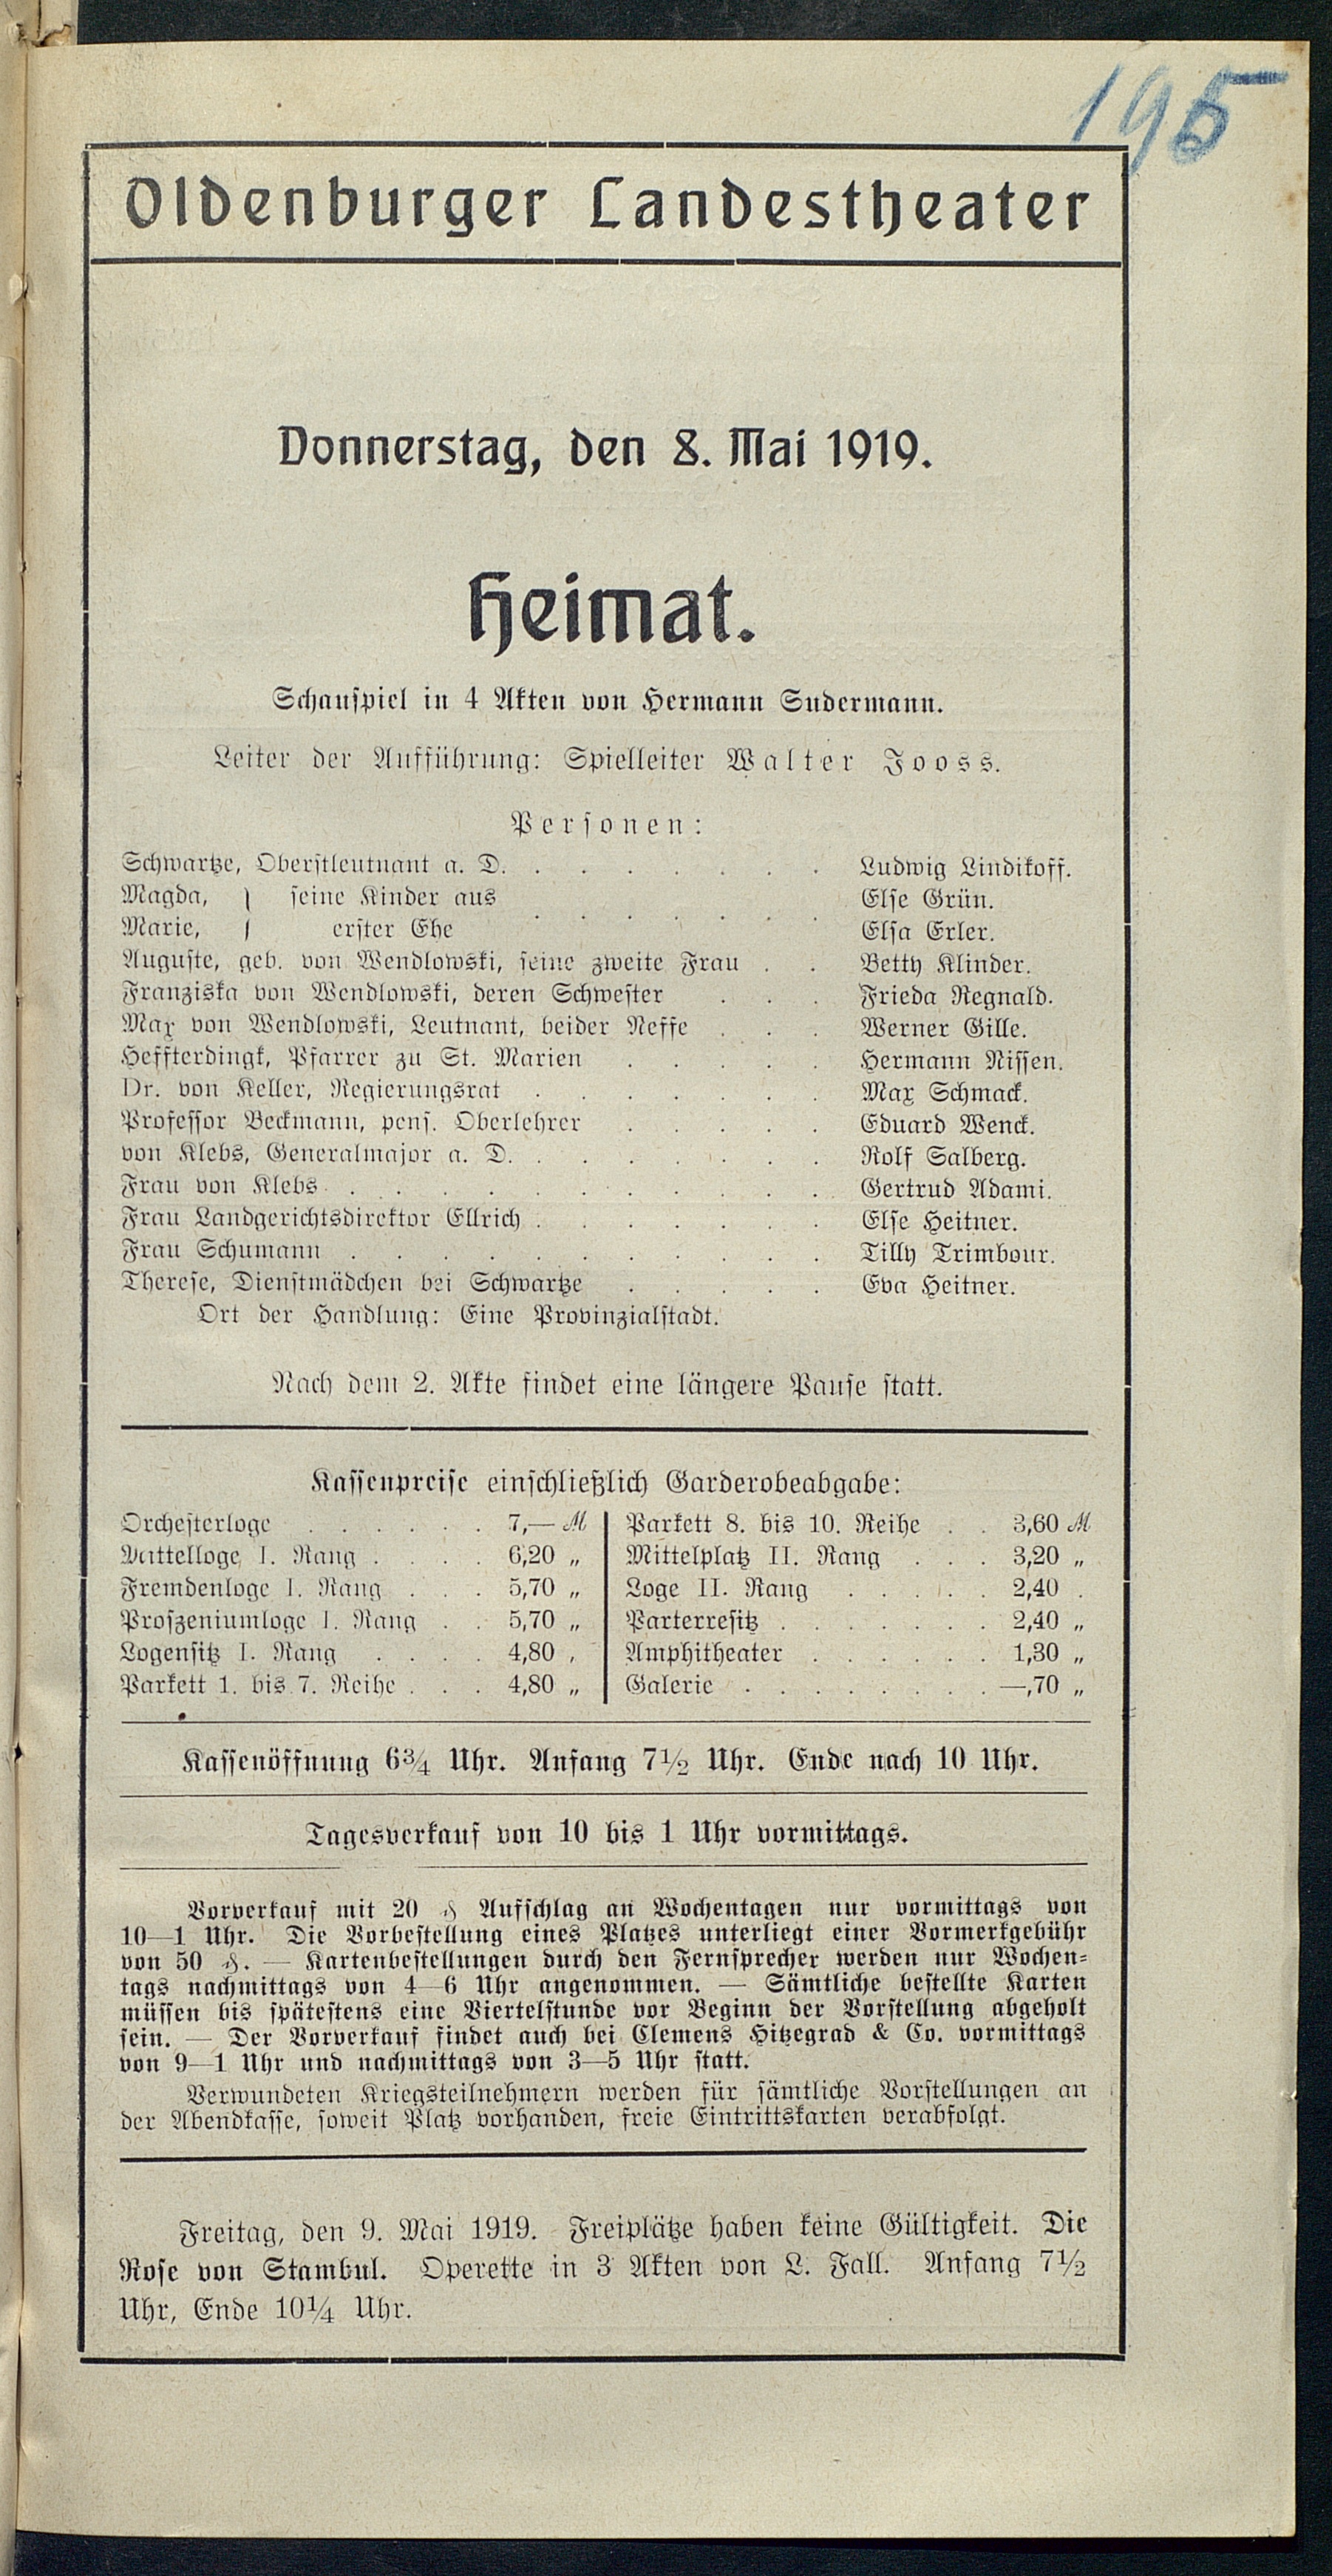 195
Oldenburger Landestheater
Donnerstag, den 8. Mai 1919.
Heimat.
Schauspiel in 4 Akten von Hermann Sudermann.
Leiter der Aufführung: Spielleiter Walter Jooss.
Personen:
Schwartze, Oberstleutnant a. D. . . . . . . . Ludwig Lindikoff.
Magda, } seine Kinder aus Else Grün.
Marie, } erster Ehe . . . . . . . Elsa Erler.
Auguste, geb. von Wendlowski, seine zweite Frau . . Betty Klinder.
Franziska von Wendlowski, deren Schwester . . . Frieda Regnald.
Max von Wendlowski, Leutnant, beider Neffe . . . Werner Gille.
Heffterdingk, Pfarrer zu St. Marien . . . . . Hermann Nissen.
Dr. von Keller, Regierungsrat . . . . . . . Max Schmack.
Professor Beckmann, pens. Oberlehrer . . . . . Eduard Wenck.
von Klebs, Generalmajor a. D. . . . . . . . Rolf Salberg.
Frau von Klebs . . . . . . . . . . . Gertrud Adami.
Frau Landgerichtsdirektor Ellrich . . . . . . . Else Heitner.
Frau Schumann . . . . . . . . . . . Tilly Trimbour.
Therese, Dienstmädchen bei Schwartze . . . . . Eva Heitner.
Ort der Handlung: Eine Provinzialstadt.
Nach dem 2. Akte findet eine längere Pause statt.
Kassenpreise einschließlich Garderobeabgabe:
Orchesterloge . . . . . . 7,— M
Mittelloge I. Rang . . . . 6,20 „
Fremdenloge I. Rang . . . 5,70 „
Proszeniumloge I. Rang . . 5,70 „
Logensitz I. Rang . . . . 4,80 „
Parkett 1. bis 7. Reihe . . . 4,80 „
Parkett 8. bis 10. Reihe . . 3,60 M
Mittelplatz II. Rang . . . 3,20 „
Loge II. Rang . . . . . 2,40 .
Parterresitz . . . . . . . 2,40 „
Amphitheater . . . . . . 1,30 „
Galerie . . . . . . . . —,70 „
Kassenöffnung 6¾ Uhr. Anfang 7½ Uhr. Ende nach 10 Uhr.
Tagesverkauf von 10 bis 1 Uhr vormittags.
Vorverkauf mit 20 ₰ Aufschlag an Wochentagen nur vormittags von
10—1 Uhr. Die Vorbestellung eines Platzes unterliegt einer Vormerkgebühr
von 50 ₰. — Kartenbestellungen durch den Fernsprecher werden nur Wochen-
tags nachmittags von 4—6 Uhr angenommen. — Sämtliche bestellte Karten
müssen bis spätestens eine Viertelstunde vor Beginn der Vorstellung abgeholt
sein. — Der Vorverkauf findet auch bei Clemens Hitzegrad & Co. vormittags
von 9—1 Uhr und nachmittags von 3—5 Uhr statt.
Verwundeten Kriegsteilnehmern werden für sämtliche Vorstellungen an
der Abendkasse, soweit Platz vorhanden, freie Eintrittskarten verabfolgt.
Freitag, den 9. Mai 1919. Freiplätze haben keine Gültigkeit. Die
Rose von Stambul. Operette in 3 Akten von L. Fall. Anfang 7½
Uhr, Ende 10¼ Uhr.